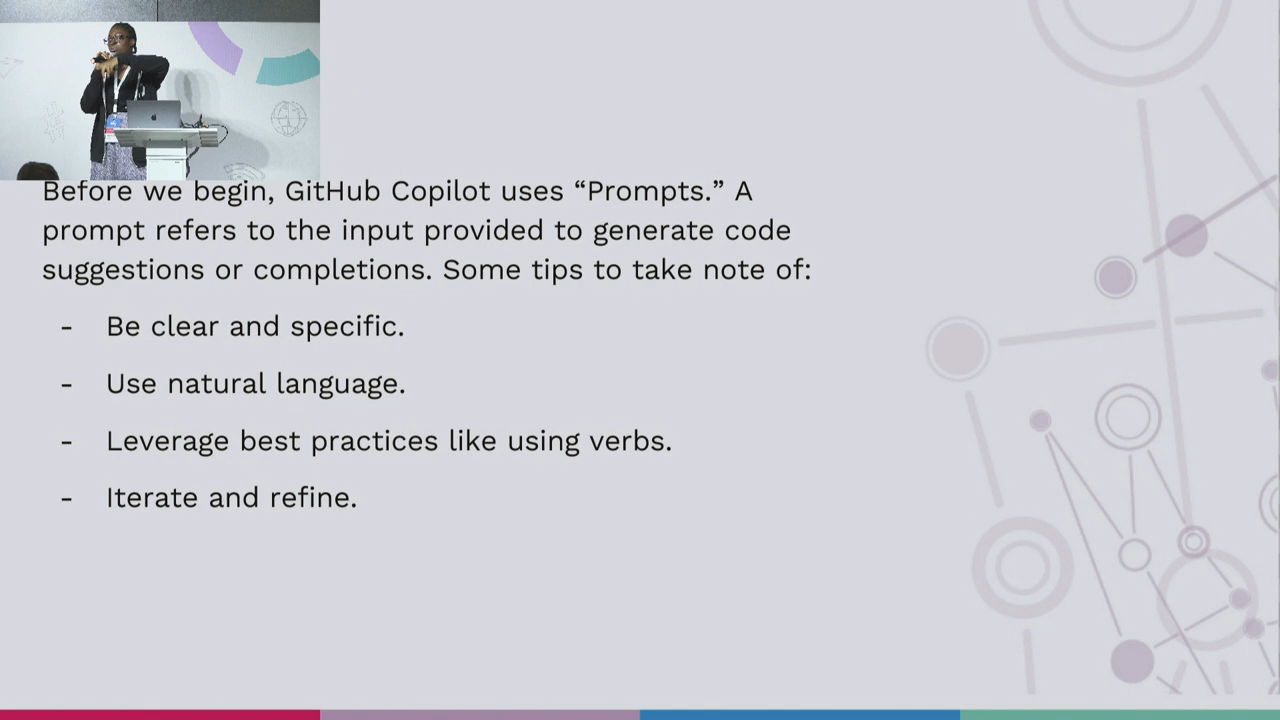 Before we begin, GitHub Copilot uses “Prompts.” A
prompt refers to the input provided to generate code
suggestions or completions. Some tips to take note of:
- Be clear and specific.
- Use natural language.
- Leverage best practices like using verbs.
- Iterate and refine.